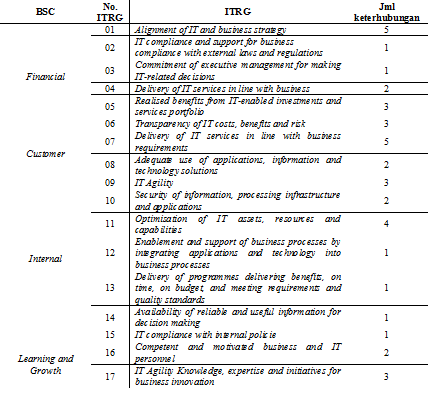 BSC No. ITRG ITRG Jml keterhubungan
01 Alignment of IT and business strategy 5
02 IT compliance and support for business
compliance with external laws and regulations 1
Financial
03 Commitment of executive management for making
IT-related decisions 1
04 Delivery of IT services in line with business 2
05 Realised benefits from IT-enabled investments and
services portfolio 3
06 Transparency of IT costs, benefits and risk 3
Customer
07 Delivery of IT services in line with business
requirements 5
08 Adequate use of applications, information and
technology solutions 2
09 IT Agility 3
10 Security of information, processing infrastructure
and applications 2
11 Optimisation of IT assets, resources and
capabilities 4
Internal
12 Enablement and support of business processes by
integrating applications and technology into
business processes 1
13 Delivery of programmes delivering benefits, on
time, on budget, and meeting requirements and
quality standards 1
14 Availability of reliable and useful information for
decision making 1
15 IT compliance with internal policie 1
Learning and
Growth
16 Competent and motivated business and IT
personnel 2
17 IT Agility Knowledge, expertise and initiatives for
business innovation 3